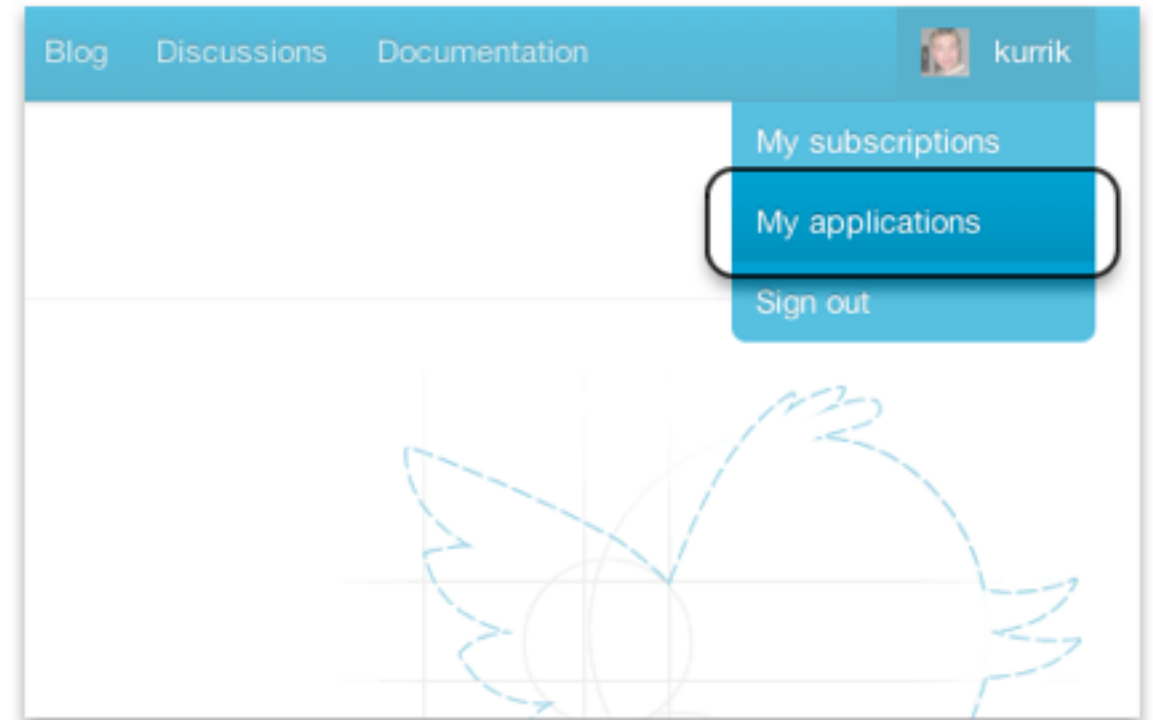 Blog Discussions Documentation kurrik
My subscriptions
My applications
Sign out